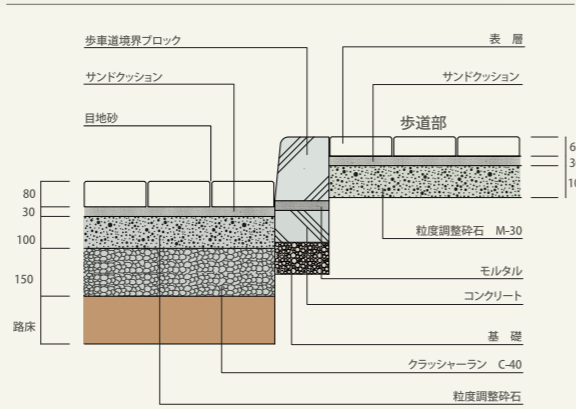 歩車道境界ブロック
表 層
サンドクッション
サンドクッション
目地砂
歩道部
80
30
100
150
路床
粒度調整砕石 M-30
モルタル
コンクリート
基 礎
クラッシャーラン C-40
粒度調整砕石